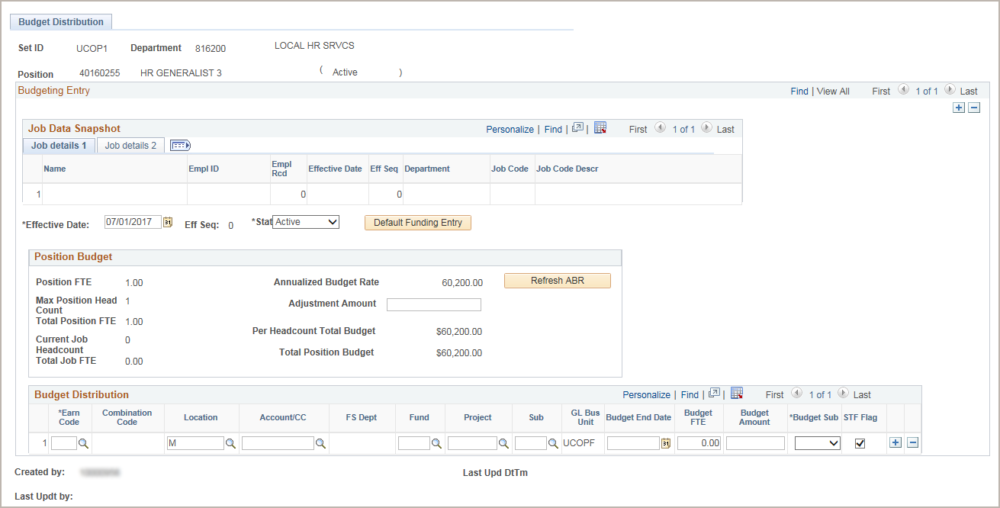 Budget Distribution
Set ID UCOP1 Department 816200 LOCAL HR SRVCS
Position 40160255 HR GENERALIST 3 ( Active )
Budgeting Entry Find | View All First 1 of 1 Last
Job Data Snapshot Personalize | Find | | First 1 of 1 Last
Job details 1 Job details 2
Name Empl ID Empl Rcd Effective Date Eff Seq Department Job Code Job Code Descr
1 0 0
*Effective Date: 07/01/2017 31 Eff Seq: 0 *Stat Active Default Funding Entry
Position Budget
Position FTE 1.00 Annualized Budget Rate 60,200.00 Refresh ABR
Max Position Head Count 1 Adjustment Amount
Total Position FTE 1.00 Per Headcount Total Budget $60,200.00
Current Job Headcount 0 Total Position Budget $60,200.00
Total Job FTE 0.00
Budget Distribution Personalize | Find | | First 1 of 1 Last
*Earn Code Combination Code Location Account/CC FS Dept Fund Project Sub GL Bus Unit Budget End Date Budget FTE Budget Amount *Budget Sub STF Flag
1 M UCOPF 31 0.00
Created by: Last Upd DtTm
Last Updt by: